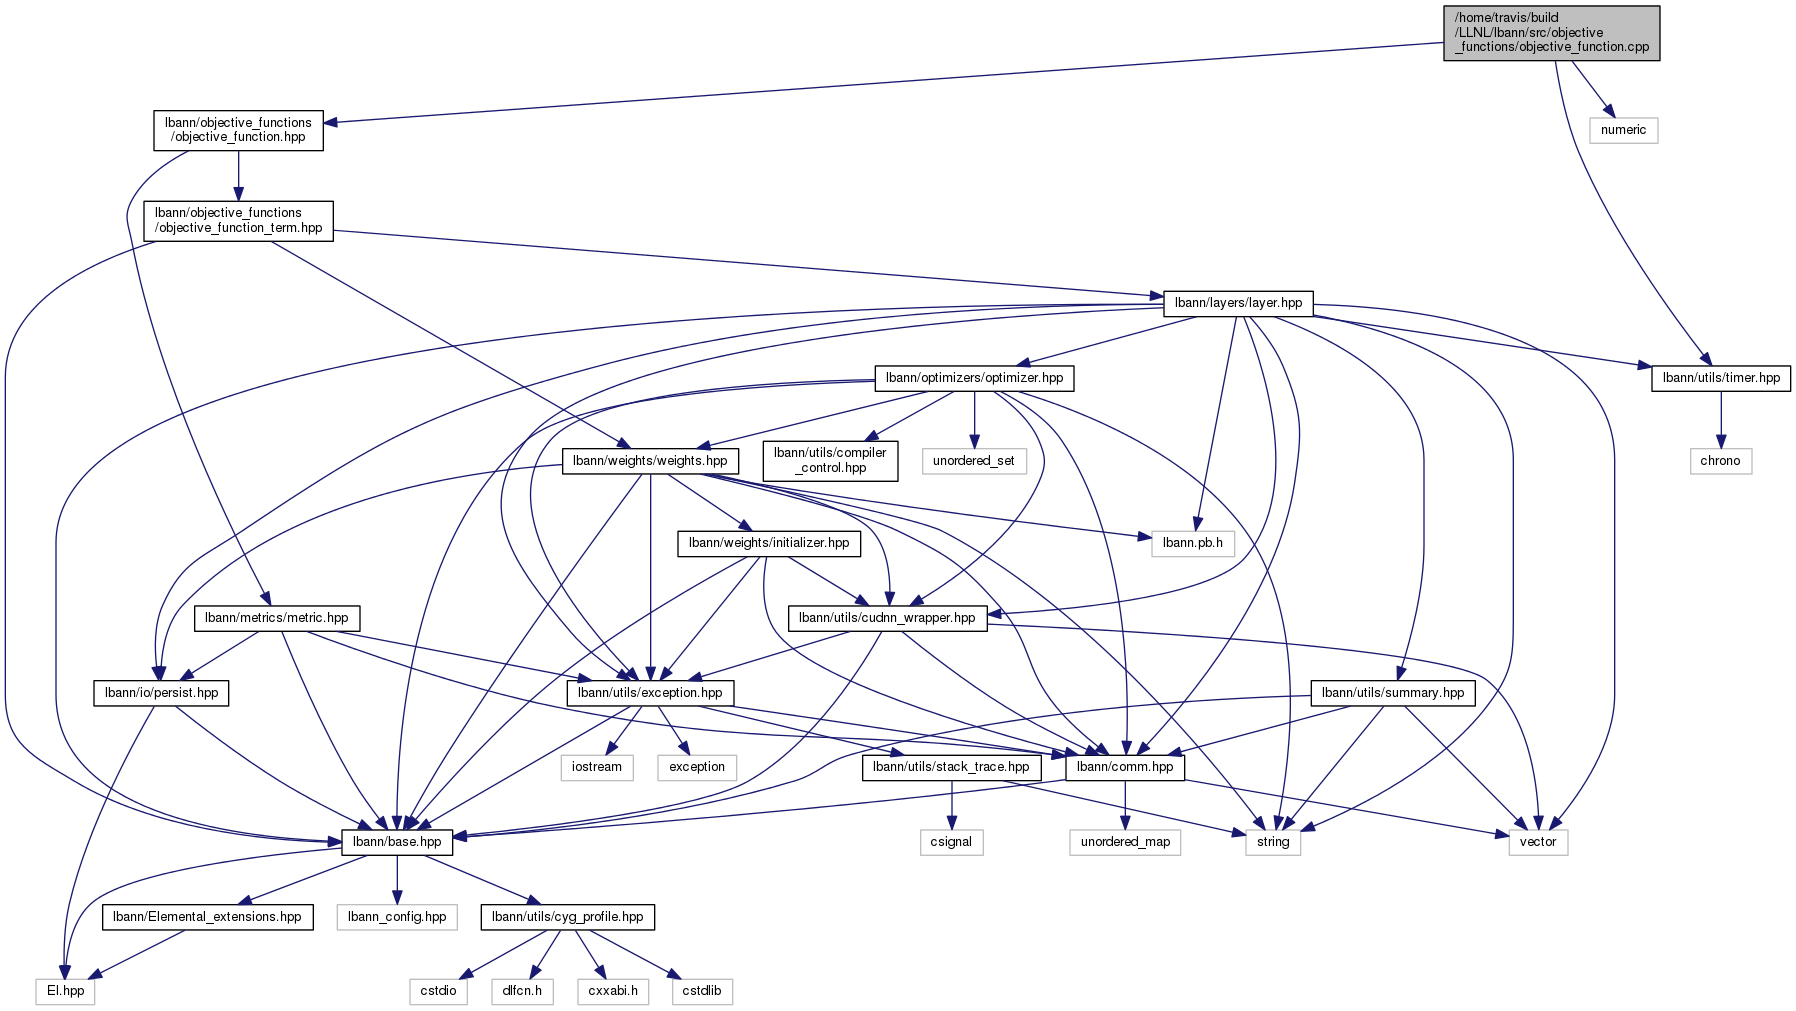 /home/travis/build
/LLNL/lbann/src/objective
_functions/objective_function.cpp
lbann/objective_functions
/objective_function.hpp
numeric
lbann/objective_functions
/objective_function_term.hpp
lbann/layers/layer.hpp
lbann/optimizers/optimizer.hpp
lbann/utils/timer.hpp
lbann/weights/weights.hpp
lbann/utils/compiler
_control.hpp
unordered_set
chrono
lbann/weights/initializer.hpp
lbann.pb.h
lbann/metrics/metric.hpp
lbann/utils/cudnn_wrapper.hpp
lbann/io/persist.hpp
lbann/utils/exception.hpp
lbann/utils/summary.hpp
iostream
exception
lbann/utils/stack_trace.hpp
lbann/comm.hpp
lbann/base.hpp
csignal
unordered_map
string
vector
lbann/Elemental_extensions.hpp
lbann_config.hpp
lbann/utils/cyg_profile.hpp
El.hpp
cstdio
dlfcn.h
cxxabi.h
cstdlib